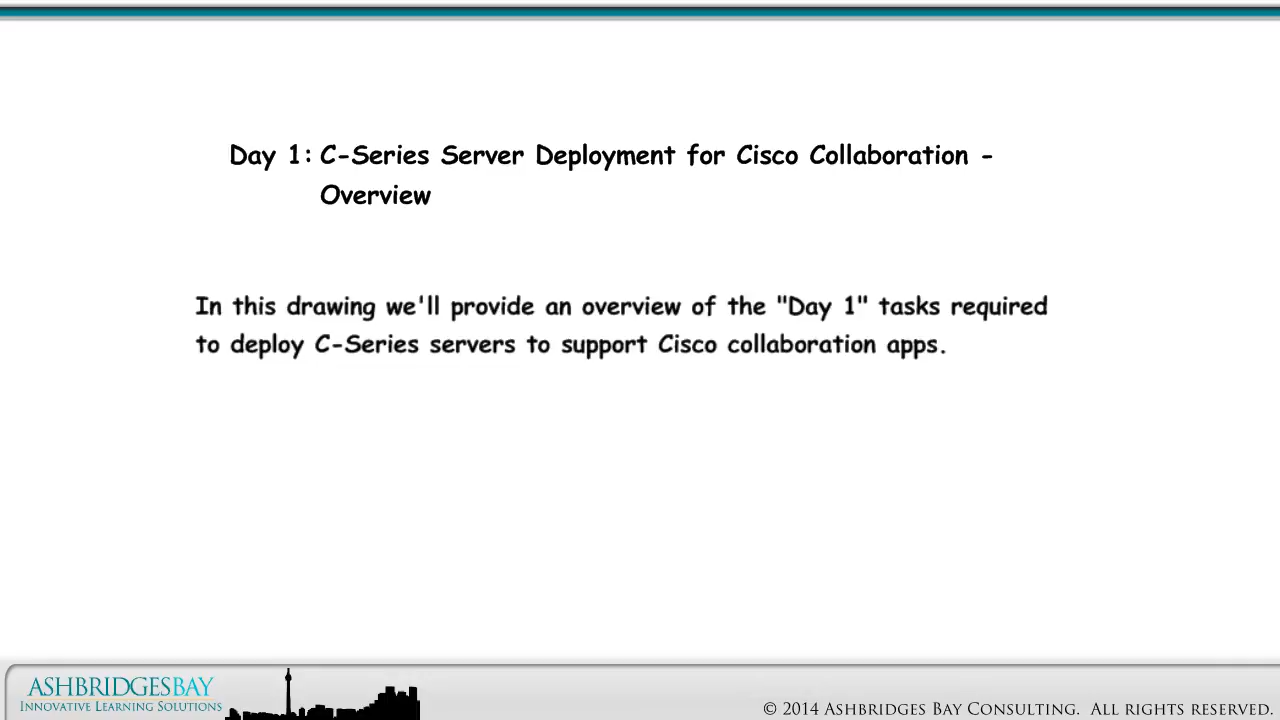 Day 1: C-Series Server Deployment for Cisco Collaboration -
Overview
In this drawing we'll provide an overview of the "Day 1" tasks required
to deploy C-Series servers to support Cisco collaboration apps.
ASHBRIDGESBAY
INNOVATIVE LEARNING SOLUTIONS
© 2014 ASHBRIDGES BAY CONSULTING. ALL RIGHTS RESERVED.